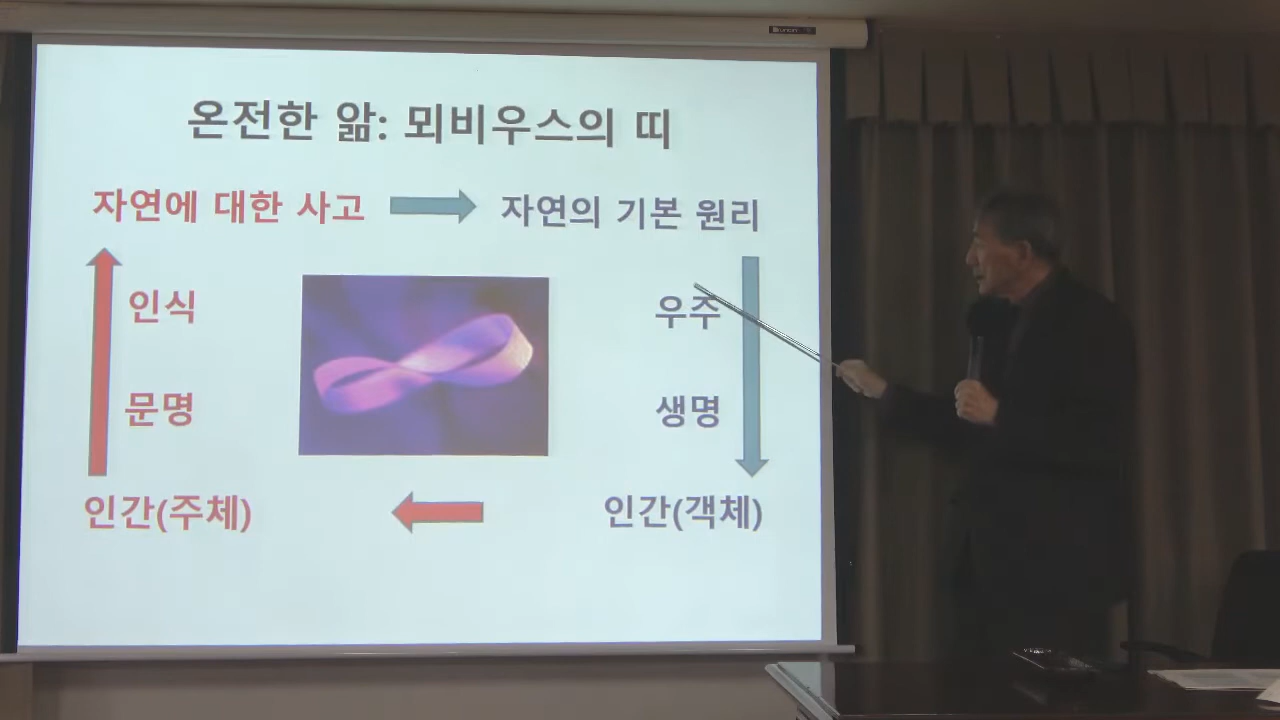 온전한 앎: 뫼비우스의 띠
자연에 대한 사고
자연의 기본 원리
인식
우주
문명
생명
인간(주체)
인간(객체)